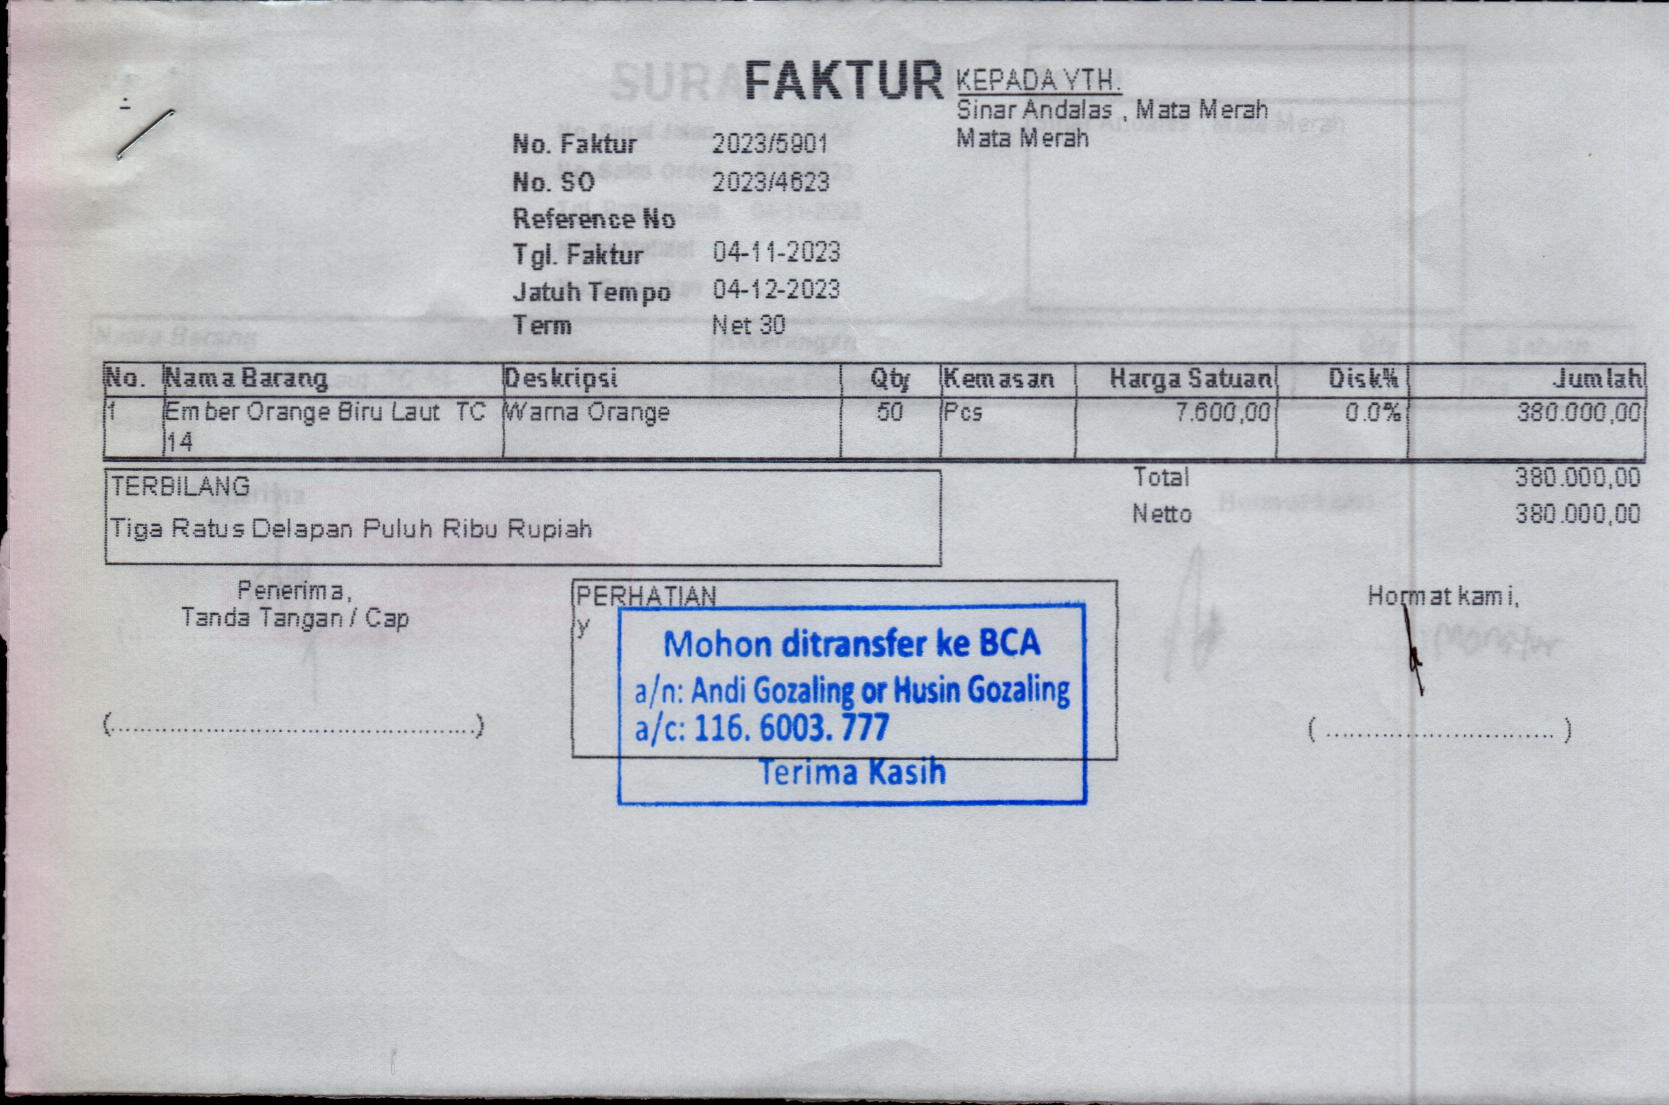 FAKTUR
KEPADA YTH.
Sinar Andalas , Mata Merah
Mata Merah
No. Faktur 2023/5901
No. SO 2023/4623
Reference No
Tgl. Faktur 04-11-2023
Jatuh Tempo 04-12-2023
Term Net 30
No. Nama Barang Deskripsi Qty Kemasan Harga Satuan Disk% Jumlah
1 Ember Orange Biru Laut TC Warna Orange 50 Pcs 7.600,00 0.0% 380.000,00
14
TERBILANG
Tiga Ratus Delapan Puluh Ribu Rupiah
Total 380.000,00
Netto 380.000,00
Penerima,
Tanda Tangan / Cap
(................................................)
PERHATIAN
y
Mohon ditransfer ke BCA
a/n: Andi Gozaling or Husin Gozaling
a/c: 116. 6003. 777
Terima Kasih
Hormat kami,
( .............................. )